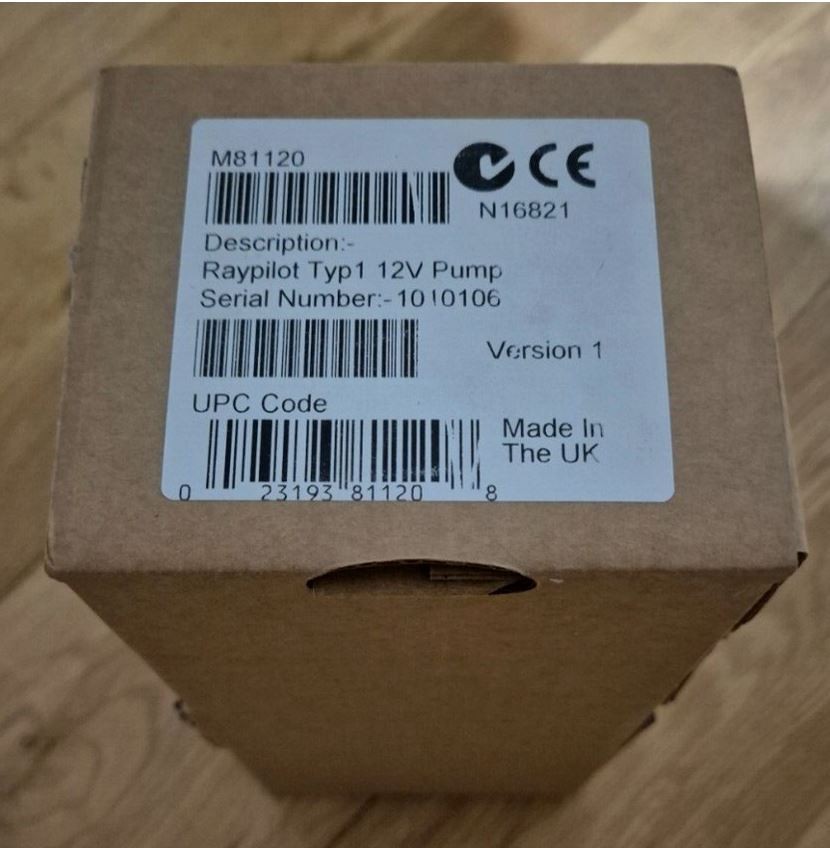 M81120
CE
N16821
Description:-
Raypilot Typ1 12V Pump
Serial Number:- 1010106
Version 1
UPC Code
Made In
The UK
0 23193 81120 8